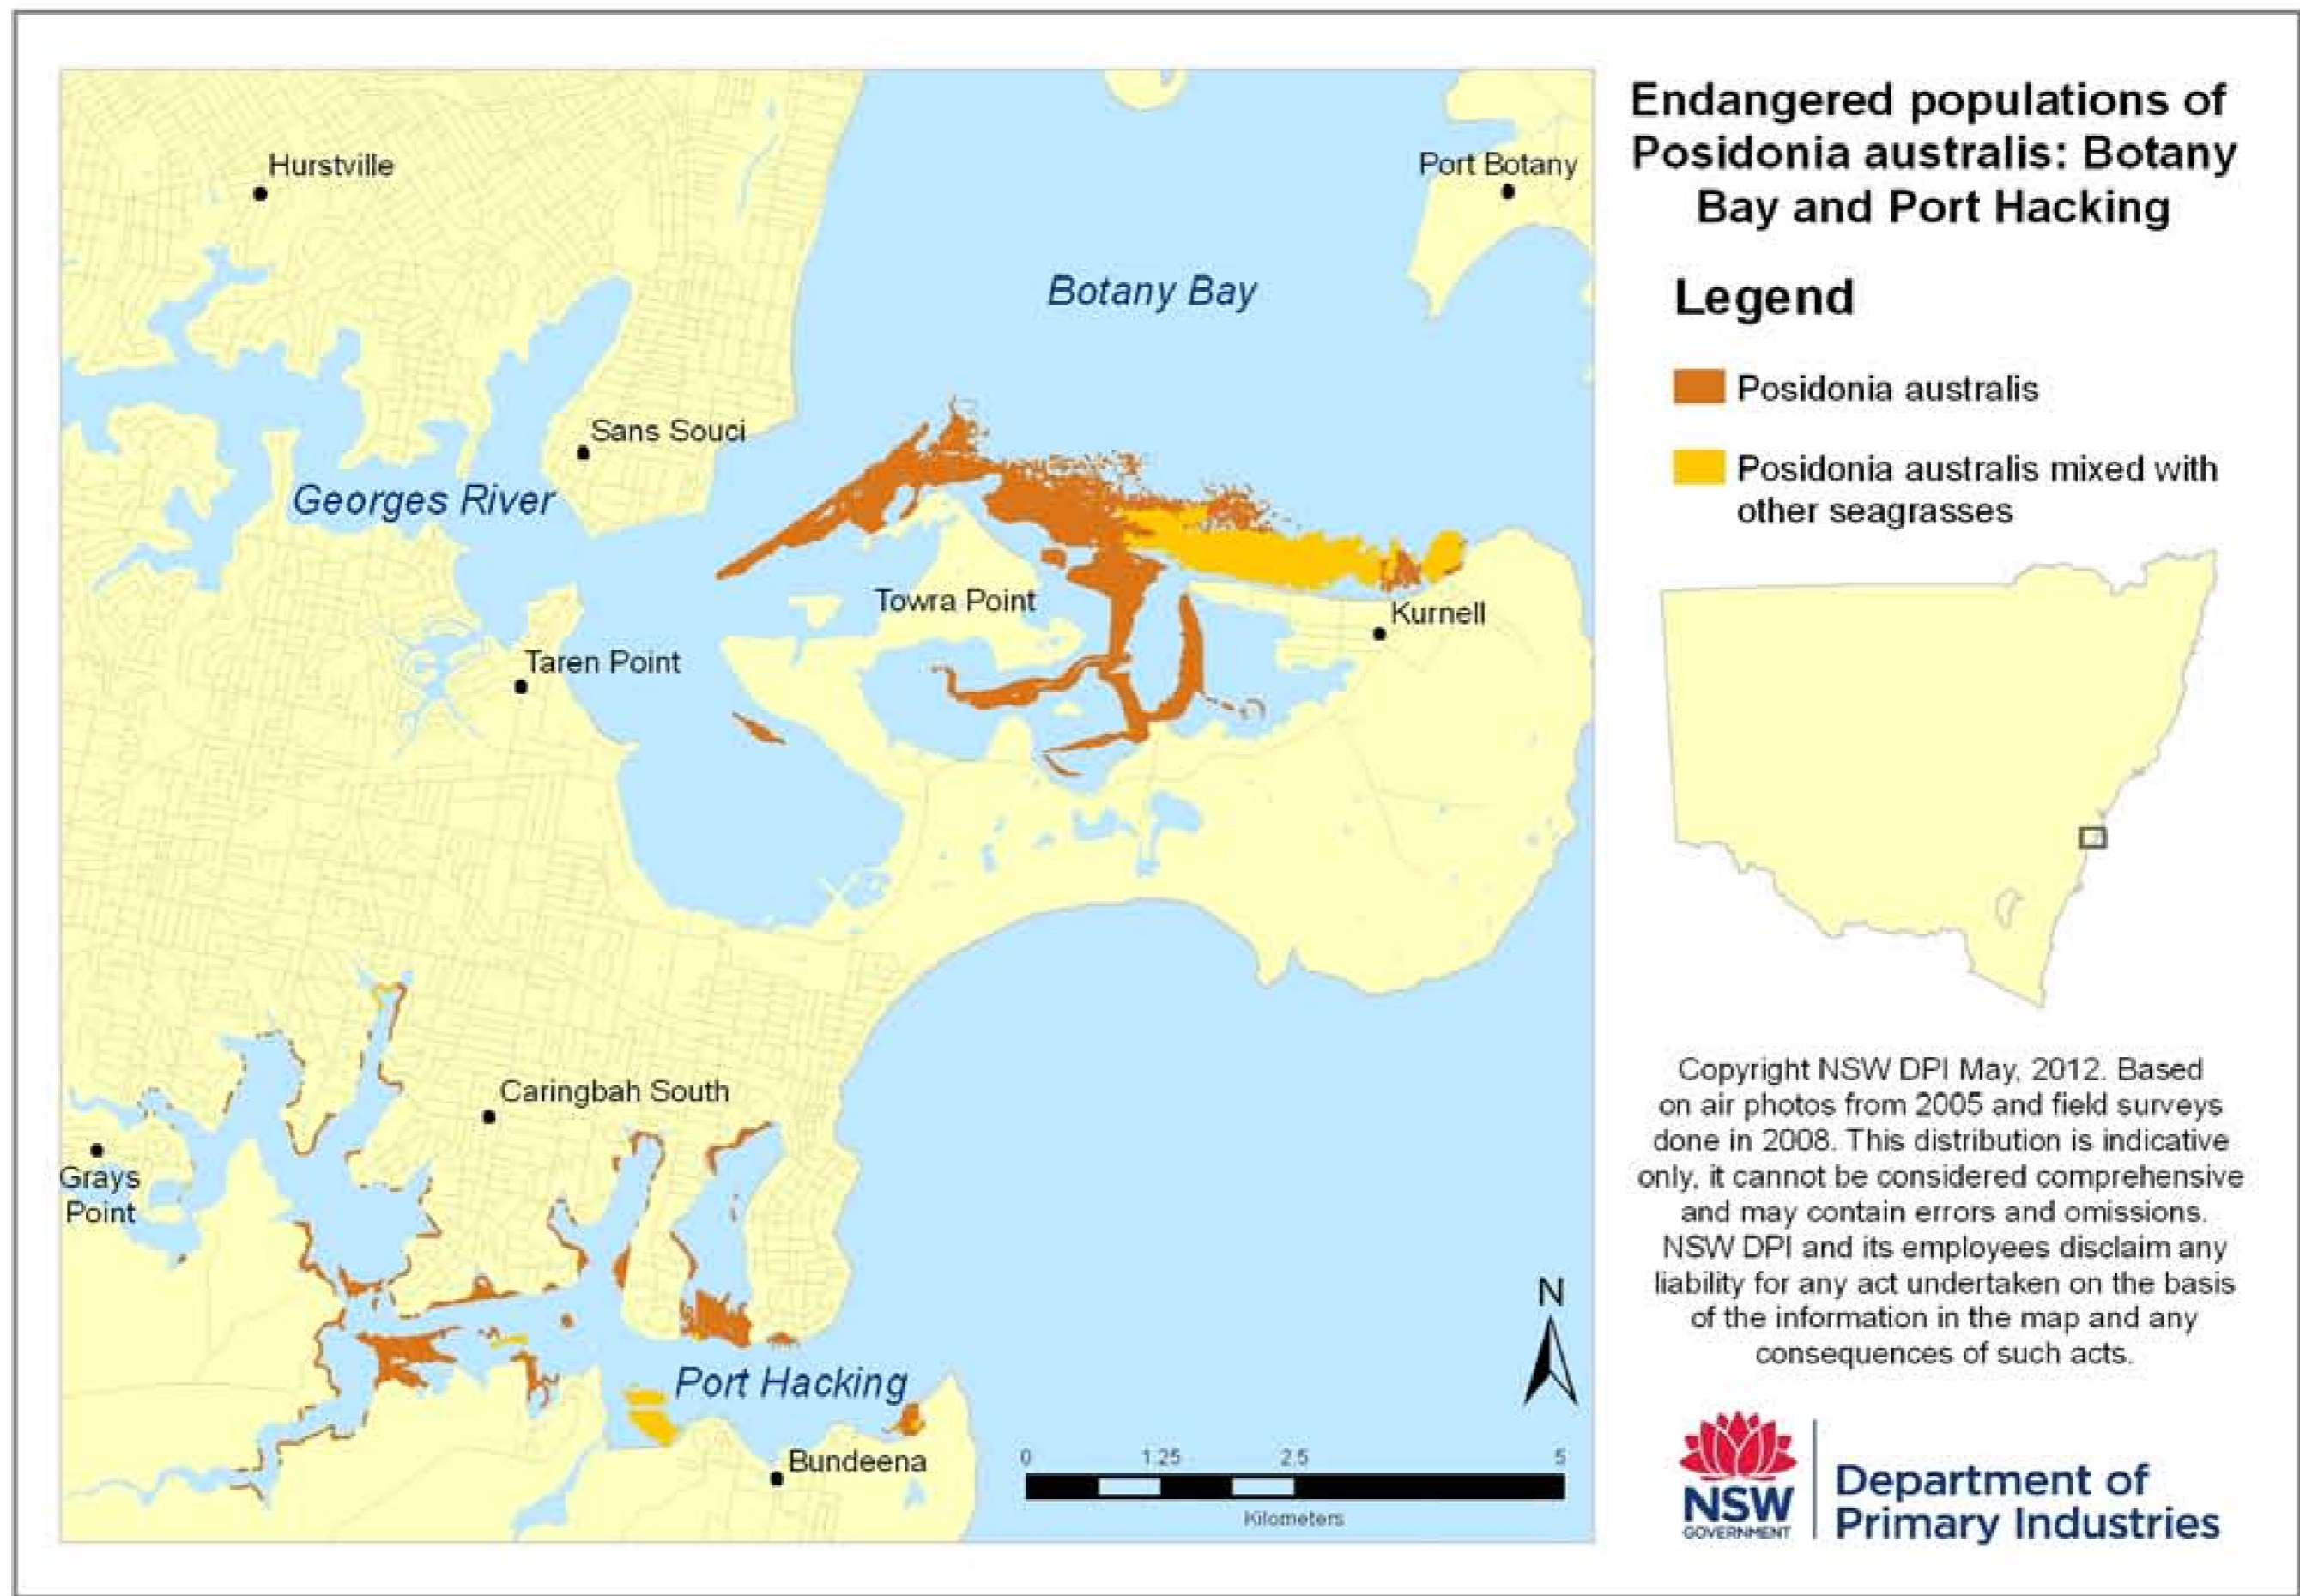 Endangered populations of
Posidonia australis: Botany
Bay and Port Hacking
Legend
Posidonia australis
Posidonia australis mixed with
other seagrasses
Hurstville
Port Botany
Botany Bay
Sans Souci
Georges River
Towra Point
Kurnell
Taren Point
Caringbah South
Grays
Point
Port Hacking
Bundeena
0 1.25 2.5 5
Kilometers
N
Copyright NSW DPI May, 2012. Based
on air photos from 2005 and field surveys
done in 2008. This distribution is indicative
only, it cannot be considered comprehensive
and may contain errors and omissions.
NSW DPI and its employees disclaim any
liability for any act undertaken on the basis
of the information in the map and any
consequences of such acts.
NSW
GOVERNMENT
Department of
Primary Industries